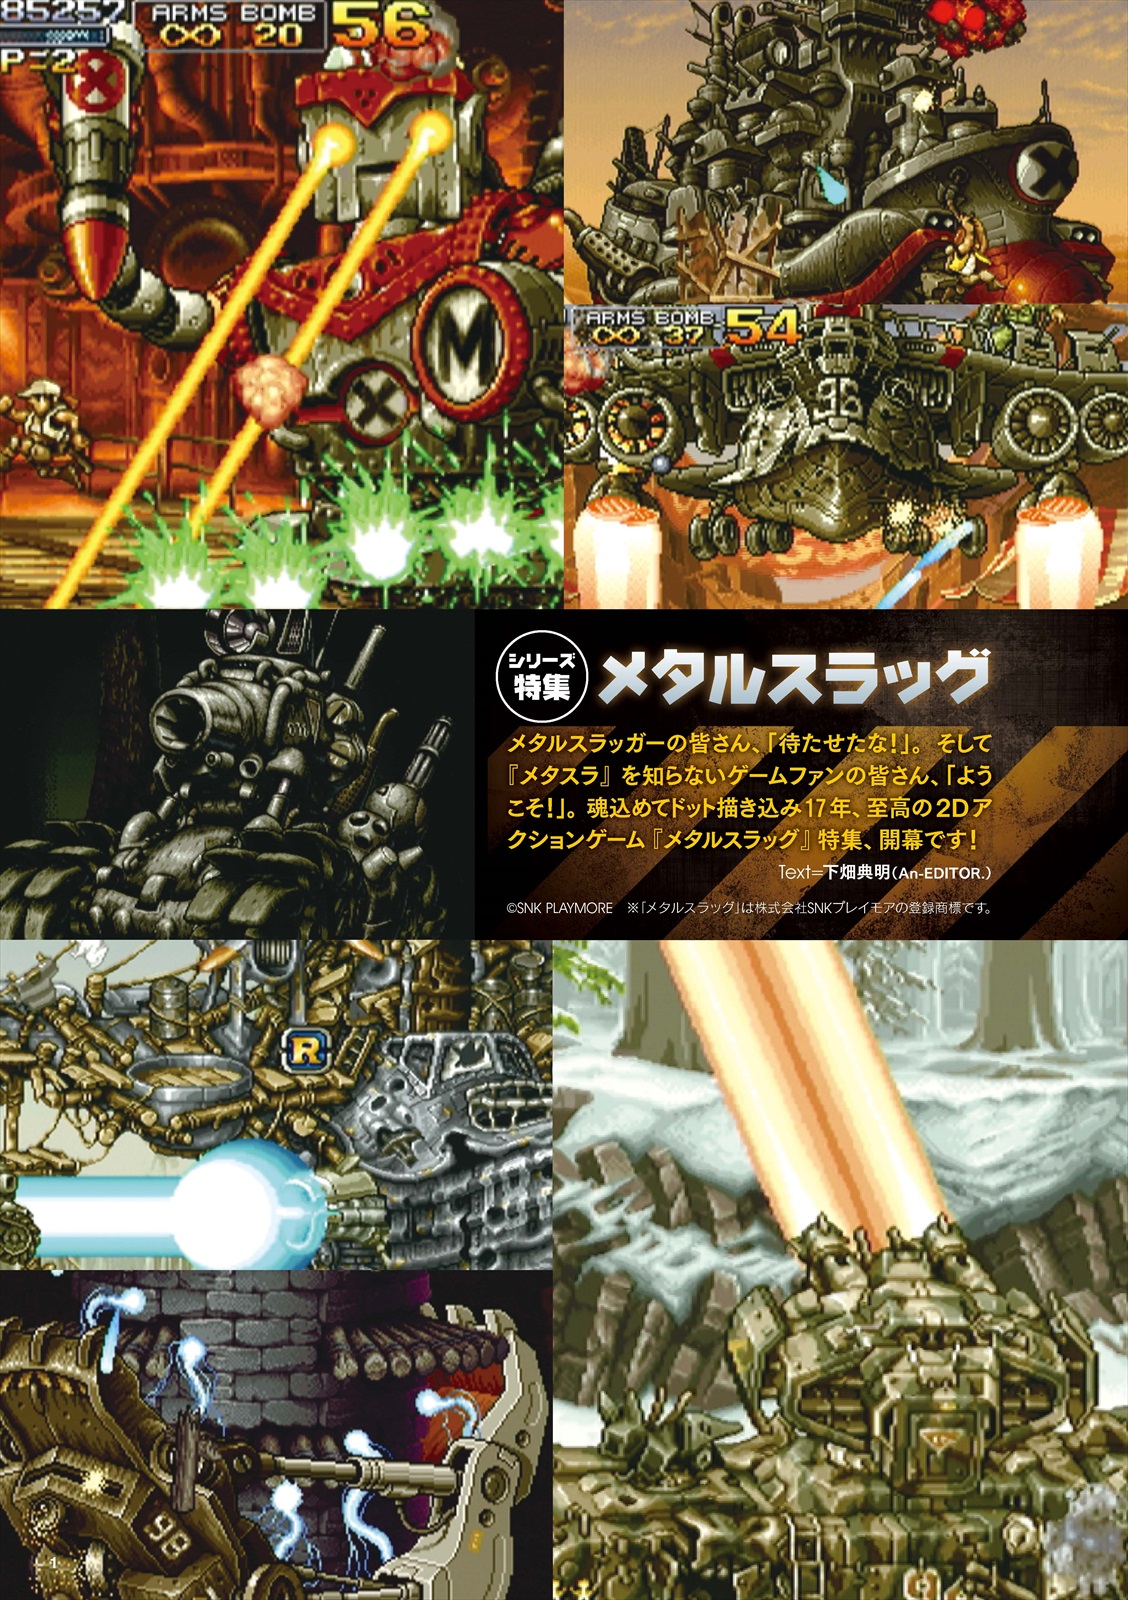 85257
ARMS BOMB
∞ 20
56
P=2
X
M
X
X
ARMS BOMB
∞ 37
54
38
シリーズ
特集
メタルスラッグ
メタルスラッガーの皆さん、「待たせたな!」。そして
『メタスラ』を知らないゲームファンの皆さん、「よう
こそ!」。魂込めてドット描き込み17年、至高の2Dア
クションゲーム『メタルスラッグ』特集、開幕です!
Text=下畑典明(An-EDITOR.)
©SNK PLAYMORE ※「メタルスラッグ」は株式会社SNKプレイモアの登録商標です。
R
98
1